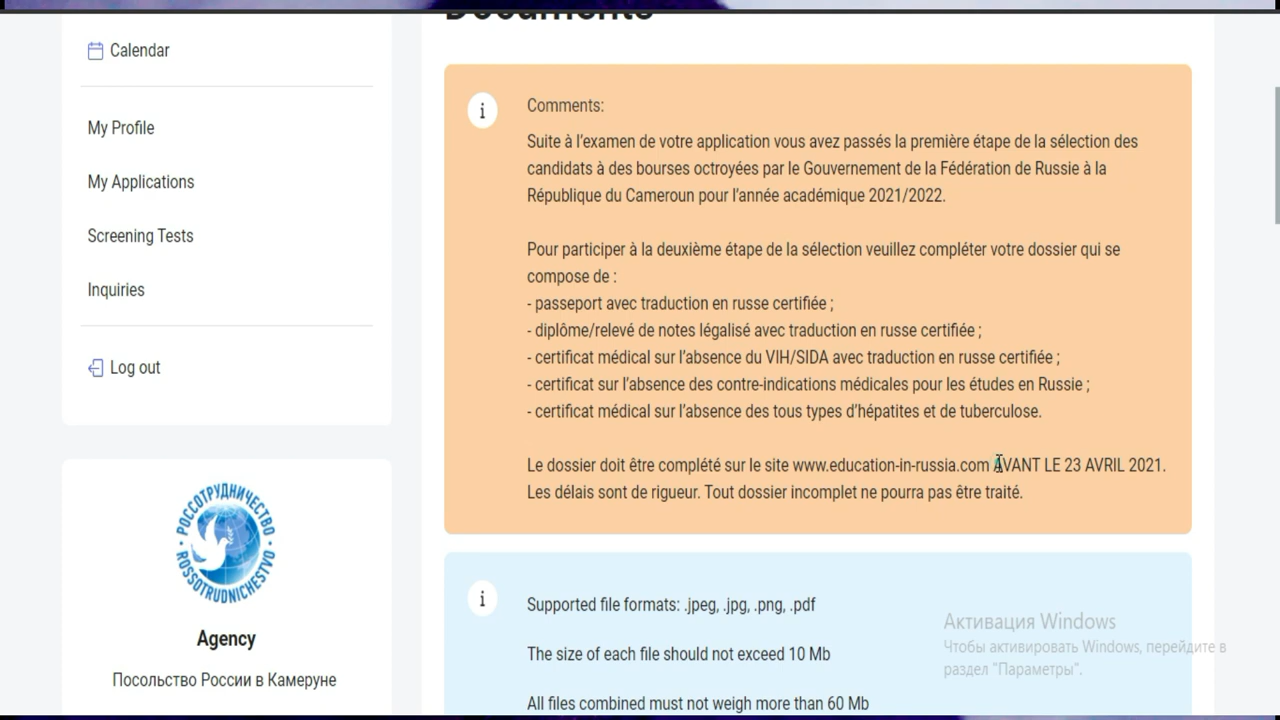 Documents
Calendar
My Profile
My Applications
Screening Tests
Inquiries
Log out
РОССОТРУДНИЧЕСТВО
ROSSOTRUDNICHESTVO
Agency
Посольство России в Камеруне
i
Comments:
Suite à l’examen de votre application vous avez passés la première étape de la sélection des
candidats à des bourses octroyées par le Gouvernement de la Fédération de Russie à la
République du Cameroun pour l’année académique 2021/2022.
Pour participer à la deuxième étape de la sélection veuillez compléter votre dossier qui se
compose de :
- passeport avec traduction en russe certifiée ;
- diplôme/relevé de notes légalisé avec traduction en russe certifiée ;
- certificat médical sur l’absence du VIH/SIDA avec traduction en russe certifiée ;
- certificat sur l’absence des contre-indications médicales pour les études en Russie ;
- certificat médical sur l’absence des tous types d’hépatites et de tuberculose.
Le dossier doit être complété sur le site www.education-in-russia.com AVANT LE 23 AVRIL 2021.
Les délais sont de rigueur. Tout dossier incomplet ne pourra pas être traité.
i
Supported file formats: .jpeg, .jpg, .png, .pdf
The size of each file should not exceed 10 Mb
All files combined must not weigh more than 60 Mb
Активация Windows
Чтобы активировать Windows, перейдите в
раздел "Параметры".